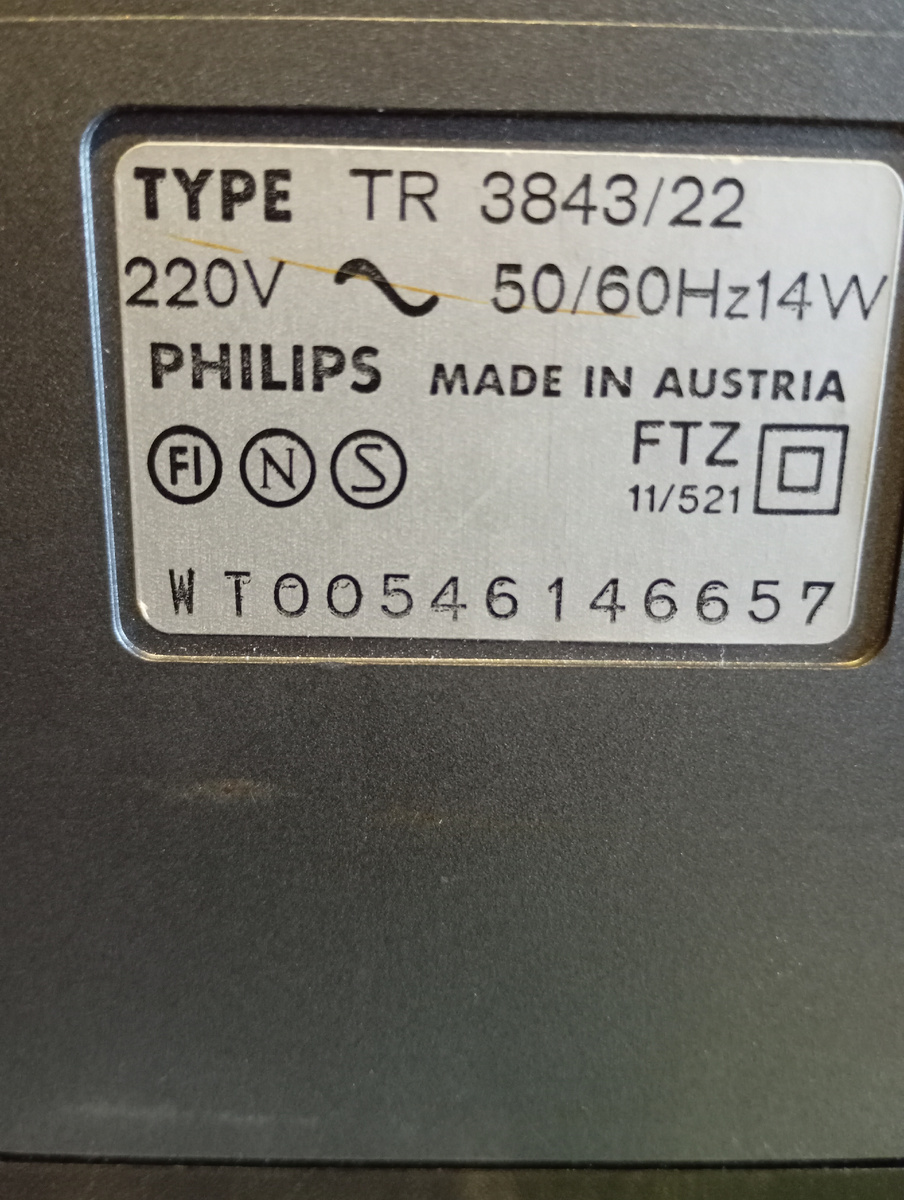 TYPE TR 3843/22
220V ~ 50/60Hz14W
PHILIPS MADE IN AUSTRIA
FI N S FTZ
11/521
WT00546146657